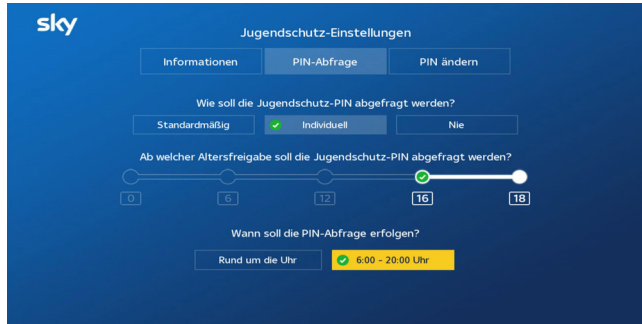 sky
Jugendschutz-Einstellungen
Informationen PIN-Abfrage PIN ändern
Wie soll die Jugendschutz-PIN abgefragt werden?
Standardmäßig Individuell Nie
Ab welcher Altersfreigabe soll die Jugendschutz-PIN abgefragt werden?
0 6 12 16 18
Wann soll die PIN-Abfrage erfolgen?
Rund um die Uhr 6:00 - 20:00 Uhr